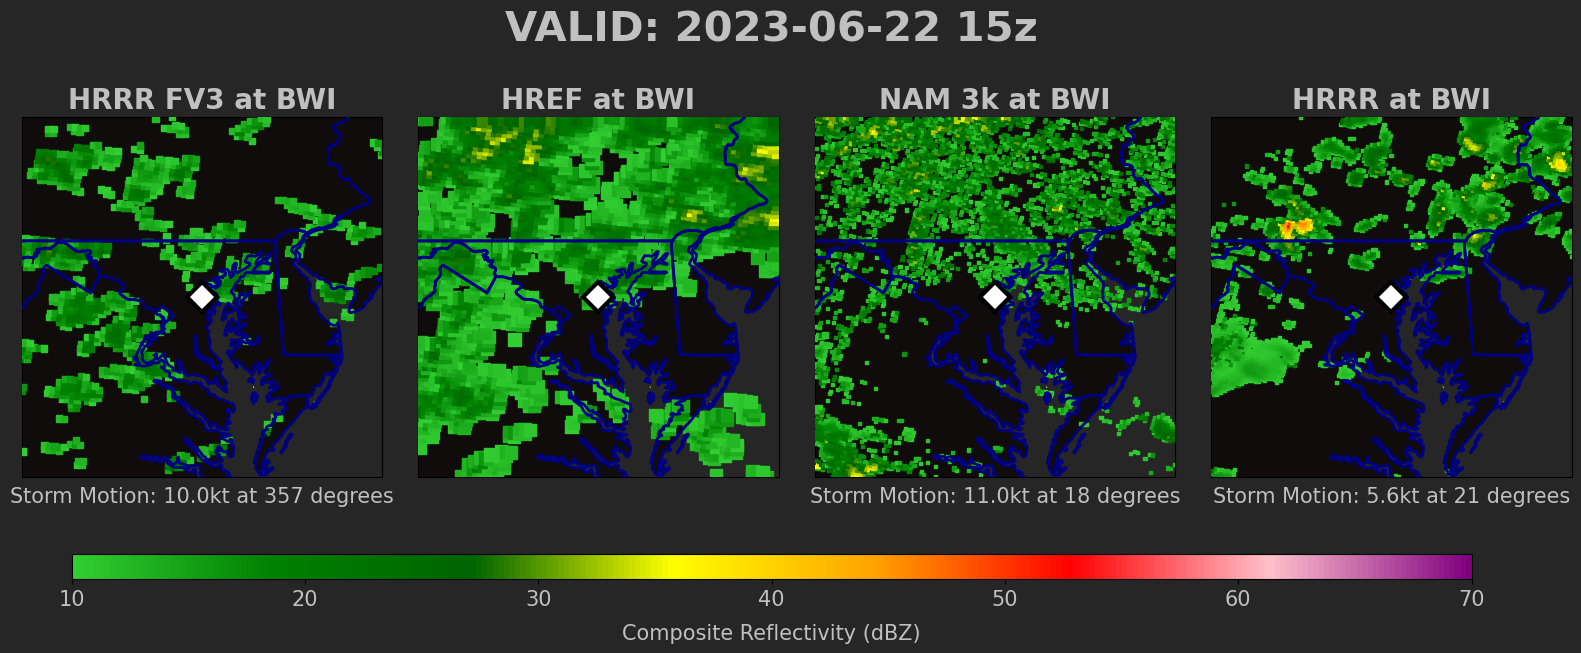 VALID: 2023-06-22 15z
HRRR FV3 at BWI
HREF at BWI
NAM 3k at BWI
HRRR at BWI
Storm Motion: 10.0kt at 357 degrees
Storm Motion: 11.0kt at 18 degrees
Storm Motion: 5.6kt at 21 degrees
10 20 30 40 50 60 70
Composite Reflectivity (dBZ)